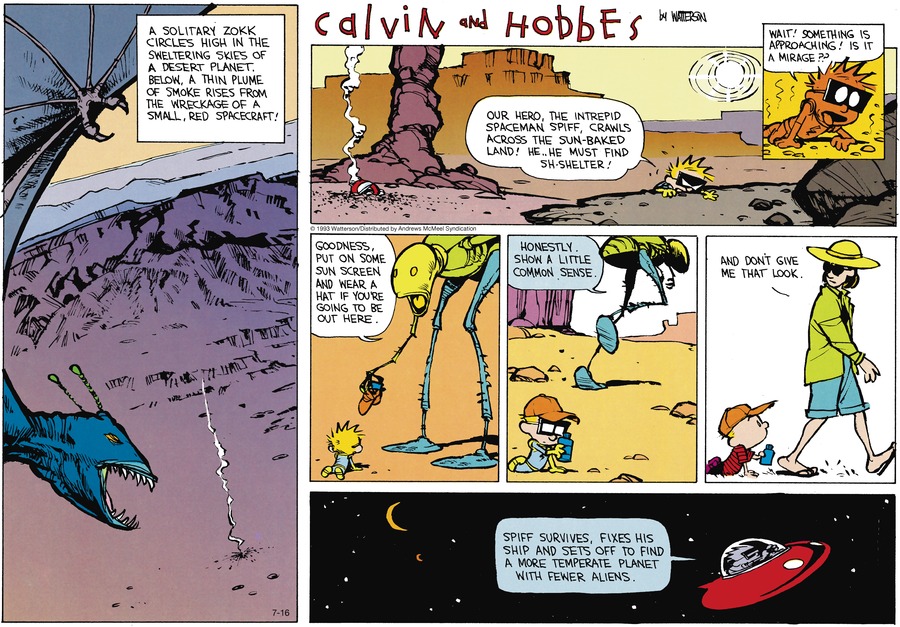 A SOLITARY ZOKK
CIRCLES HIGH IN THE
SWELTERING SKIES OF
A DESERT PLANET.
BELOW, A THIN PLUME
OF SMOKE RISES FROM
THE WRECKAGE OF A
SMALL, RED SPACECRAFT!
7-16
CALVIN AND HOBBES
by WATTERSON
OUR HERO, THE INTREPID
SPACEMAN SPIFF, CRAWLS
ACROSS THE SUN-BAKED
LAND! HE..HE MUST FIND
SH-SHELTER!
WAIT! SOMETHING IS
APPROACHING! IS IT
A MIRAGE??
© 1993 Watterson/Distributed by Andrews McMeel Syndication
GOODNESS,
PUT ON SOME
SUN SCREEN
AND WEAR A
HAT IF YOU'RE
GOING TO BE
OUT HERE.
HONESTLY.
SHOW A LITTLE
COMMON SENSE.
AND DON'T GIVE
ME THAT LOOK.
SPIFF SURVIVES, FIXES HIS
SHIP AND SETS OFF TO FIND
A MORE TEMPERATE PLANET
WITH FEWER ALIENS.